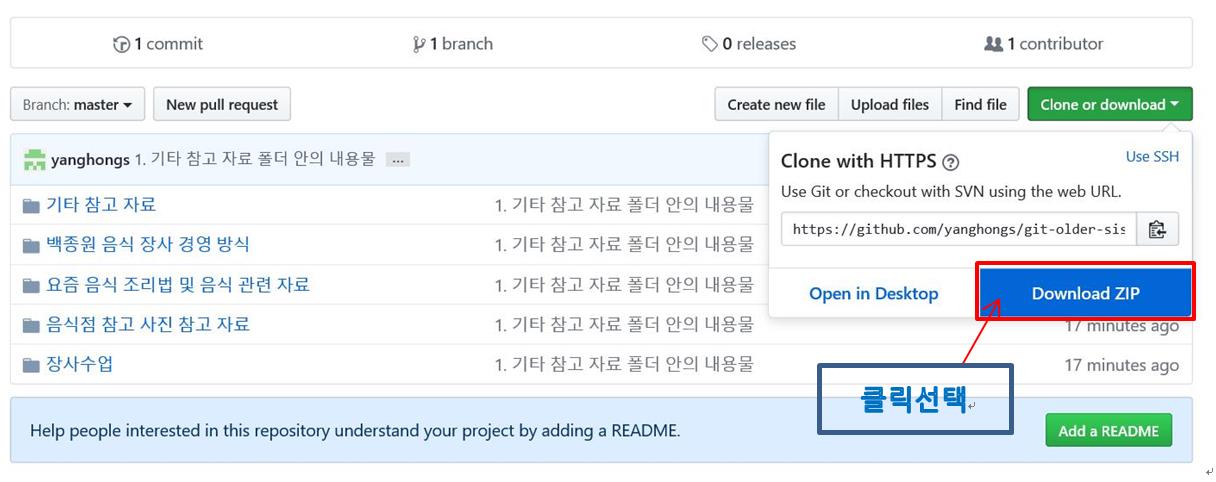 1 commit
1 branch
0 releases
1 contributor
Branch: master
New pull request
Create new file
Upload files
Find file
Clone or download
yanghongs 1. 기타 참고 자료 폴더 안의 내용물 ...
Clone with HTTPS ?
Use SSH
Use Git or checkout with SVN using the web URL.
https://github.com/yanghongs/git-older-sis
Open in Desktop
Download ZIP
기타 참고 자료 1. 기타 참고 자료 폴더 안의 내용물
백종원 음식 장사 경영 방식 1. 기타 참고 자료 폴더 안의 내용물
요즘 음식 조리법 및 음식 관련 자료 1. 기타 참고 자료 폴더 안의 내용물
음식점 참고 사진 참고 자료 1. 기타 참고 자료 폴더 안의 내용물 17 minutes ago
장사수업 1. 기타 참고 자료 폴더 안의 내용물 17 minutes ago
클릭선택
Help people interested in this repository understand your project by adding a README.
Add a README